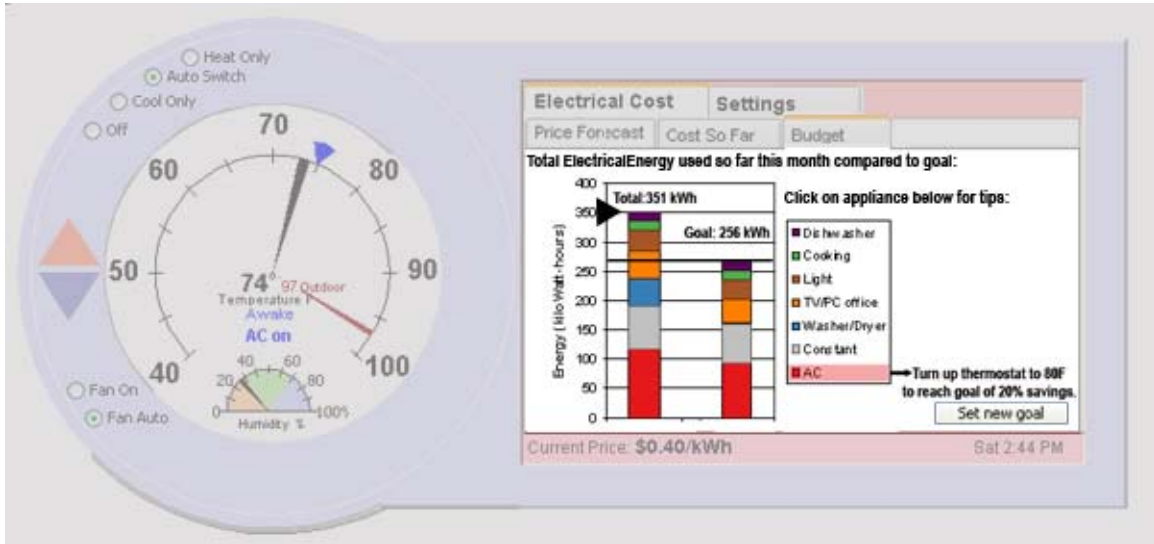 Heat Only
Auto Switch
Cool Only
Off
40
50
60
70
80
90
100
74°
97 Outdoor
Temperature F
Awake
AC on
0
20
40
60
80
100%
Humidity %
Fan On
Fan Auto
Electrical Cost
Settings
Price Forecast
Cost So Far
Budget
Total ElectricalEnergy used so far this month compared to goal:
Energy ( kilo Watt-hours)
400
350
300
250
200
150
100
50
0
Total:351 kWh
Goal: 256 kWh
Click on appliance below for tips:
Dishwasher
Cooking
Light
TV/PC office
Washer/Dryer
Constant
AC
Turn up thermostat to 80F
to reach goal of 20% savings.
Set new goal
Current Price: $0.40/kWh
Sat 2:44 PM